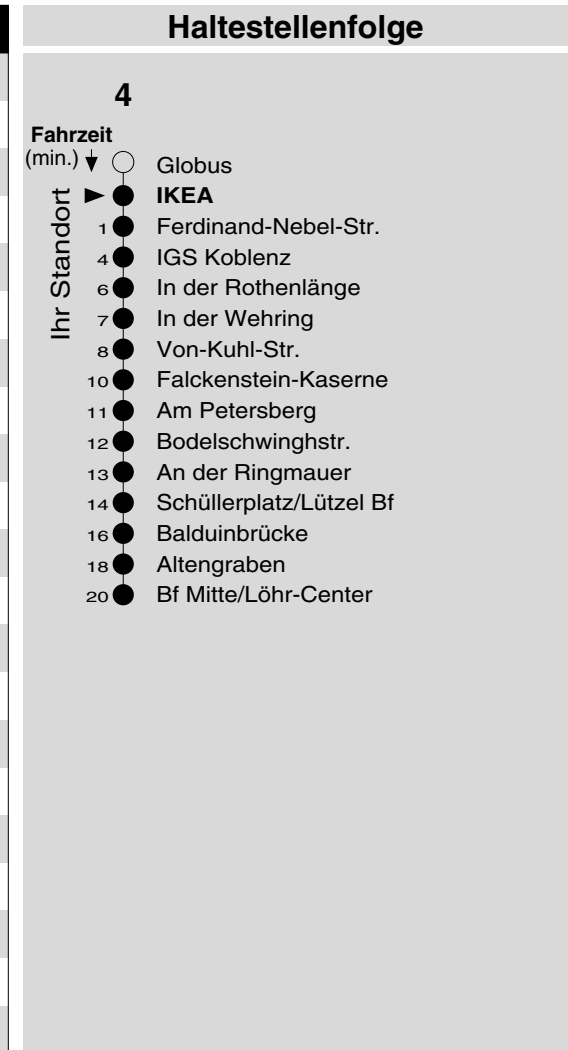 Haltestellenfolge
4
Fahrzeit
(min.)
Globus
Ihr Standort
IKEA
1 Ferdinand-Nebel-Str.
4 IGS Koblenz
6 In der Rothenlänge
7 In der Wehring
8 Von-Kuhl-Str.
10 Falckenstein-Kaserne
11 Am Petersberg
12 Bodelschwinghstr.
13 An der Ringmauer
14 Schüllerplatz/Lützel Bf
16 Balduinbrücke
18 Altengraben
20 Bf Mitte/Löhr-Center